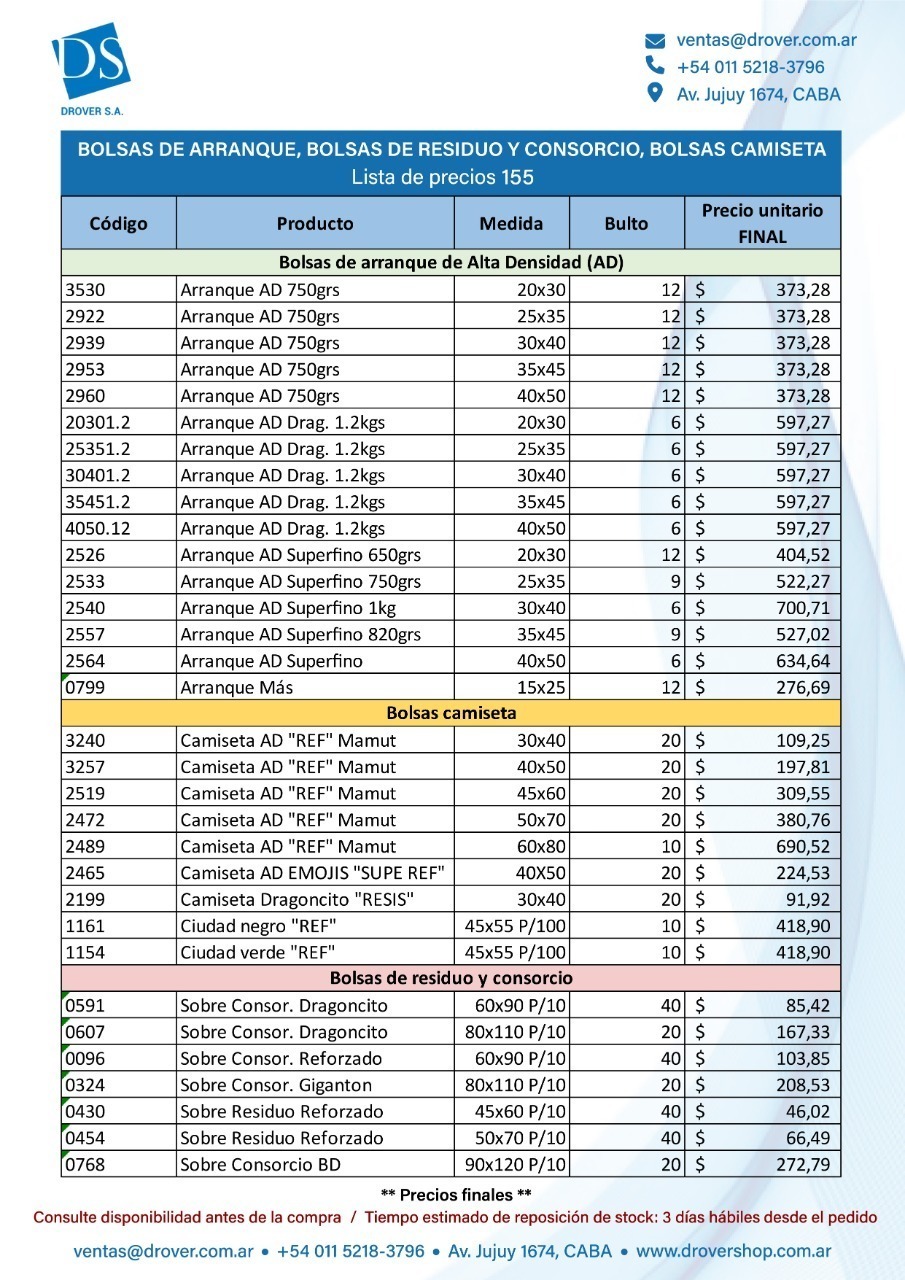 DS
DROVER S.A.
ventas@drover.com.ar
+54 011 5218-3796
Av. Jujuy 1674, CABA
BOLSAS DE ARRANQUE, BOLSAS DE RESIDUO Y CONSORCIO, BOLSAS CAMISETA
Lista de precios 155
Código Producto Medida Bulto Precio unitario FINAL
Bolsas de arranque de Alta Densidad (AD)
3530 Arranque AD 750grs 20x30 12 $ 373,28
2922 Arranque AD 750grs 25x35 12 $ 373,28
2939 Arranque AD 750grs 30x40 12 $ 373,28
2953 Arranque AD 750grs 35x45 12 $ 373,28
2960 Arranque AD 750grs 40x50 12 $ 373,28
20301.2 Arranque AD Drag. 1.2kgs 20x30 6 $ 597,27
25351.2 Arranque AD Drag. 1.2kgs 25x35 6 $ 597,27
30401.2 Arranque AD Drag. 1.2kgs 30x40 6 $ 597,27
35451.2 Arranque AD Drag. 1.2kgs 35x45 6 $ 597,27
4050.12 Arranque AD Drag. 1.2kgs 40x50 6 $ 597,27
2526 Arranque AD Superfino 650grs 20x30 12 $ 404,52
2533 Arranque AD Superfino 750grs 25x35 9 $ 522,27
2540 Arranque AD Superfino 1kg 30x40 6 $ 700,71
2557 Arranque AD Superfino 820grs 35x45 9 $ 527,02
2564 Arranque AD Superfino 40x50 6 $ 634,64
0799 Arranque Más 15x25 12 $ 276,69
Bolsas camiseta
3240 Camiseta AD "REF" Mamut 30x40 20 $ 109,25
3257 Camiseta AD "REF" Mamut 40x50 20 $ 197,81
2519 Camiseta AD "REF" Mamut 45x60 20 $ 309,55
2472 Camiseta AD "REF" Mamut 50x70 20 $ 380,76
2489 Camiseta AD "REF" Mamut 60x80 10 $ 690,52
2465 Camiseta AD EMOJIS "SUPE REF" 40X50 20 $ 224,53
2199 Camiseta Dragoncito "RESIS" 30x40 20 $ 91,92
1161 Ciudad negro "REF" 45x55 P/100 10 $ 418,90
1154 Ciudad verde "REF" 45x55 P/100 10 $ 418,90
Bolsas de residuo y consorcio
0591 Sobre Consor. Dragoncito 60x90 P/10 40 $ 85,42
0607 Sobre Consor. Dragoncito 80x110 P/10 20 $ 167,33
0096 Sobre Consor. Reforzado 60x90 P/10 40 $ 103,85
0324 Sobre Consor. Giganton 80x110 P/10 20 $ 208,53
0430 Sobre Residuo Reforzado 45x60 P/10 40 $ 46,02
0454 Sobre Residuo Reforzado 50x70 P/10 40 $ 66,49
0768 Sobre Consorcio BD 90x120 P/10 20 $ 272,79
** Precios finales **
Consulte disponibilidad antes de la compra / Tiempo estimado de reposición de stock: 3 días hábiles desde el pedido
ventas@drover.com.ar • +54 011 5218-3796 • Av. Jujuy 1674, CABA • www.drovershop.com.ar